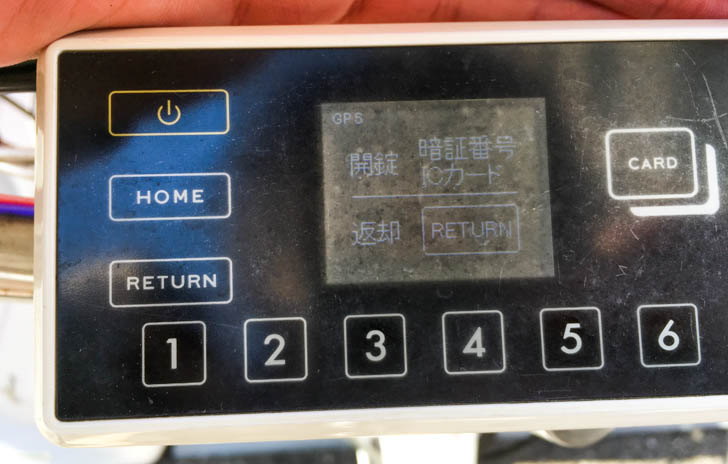 GPS
開錠 暗証番号
ICカード
返却 RETURN
HOME
RETURN
CARD
1 2 3 4 5 6